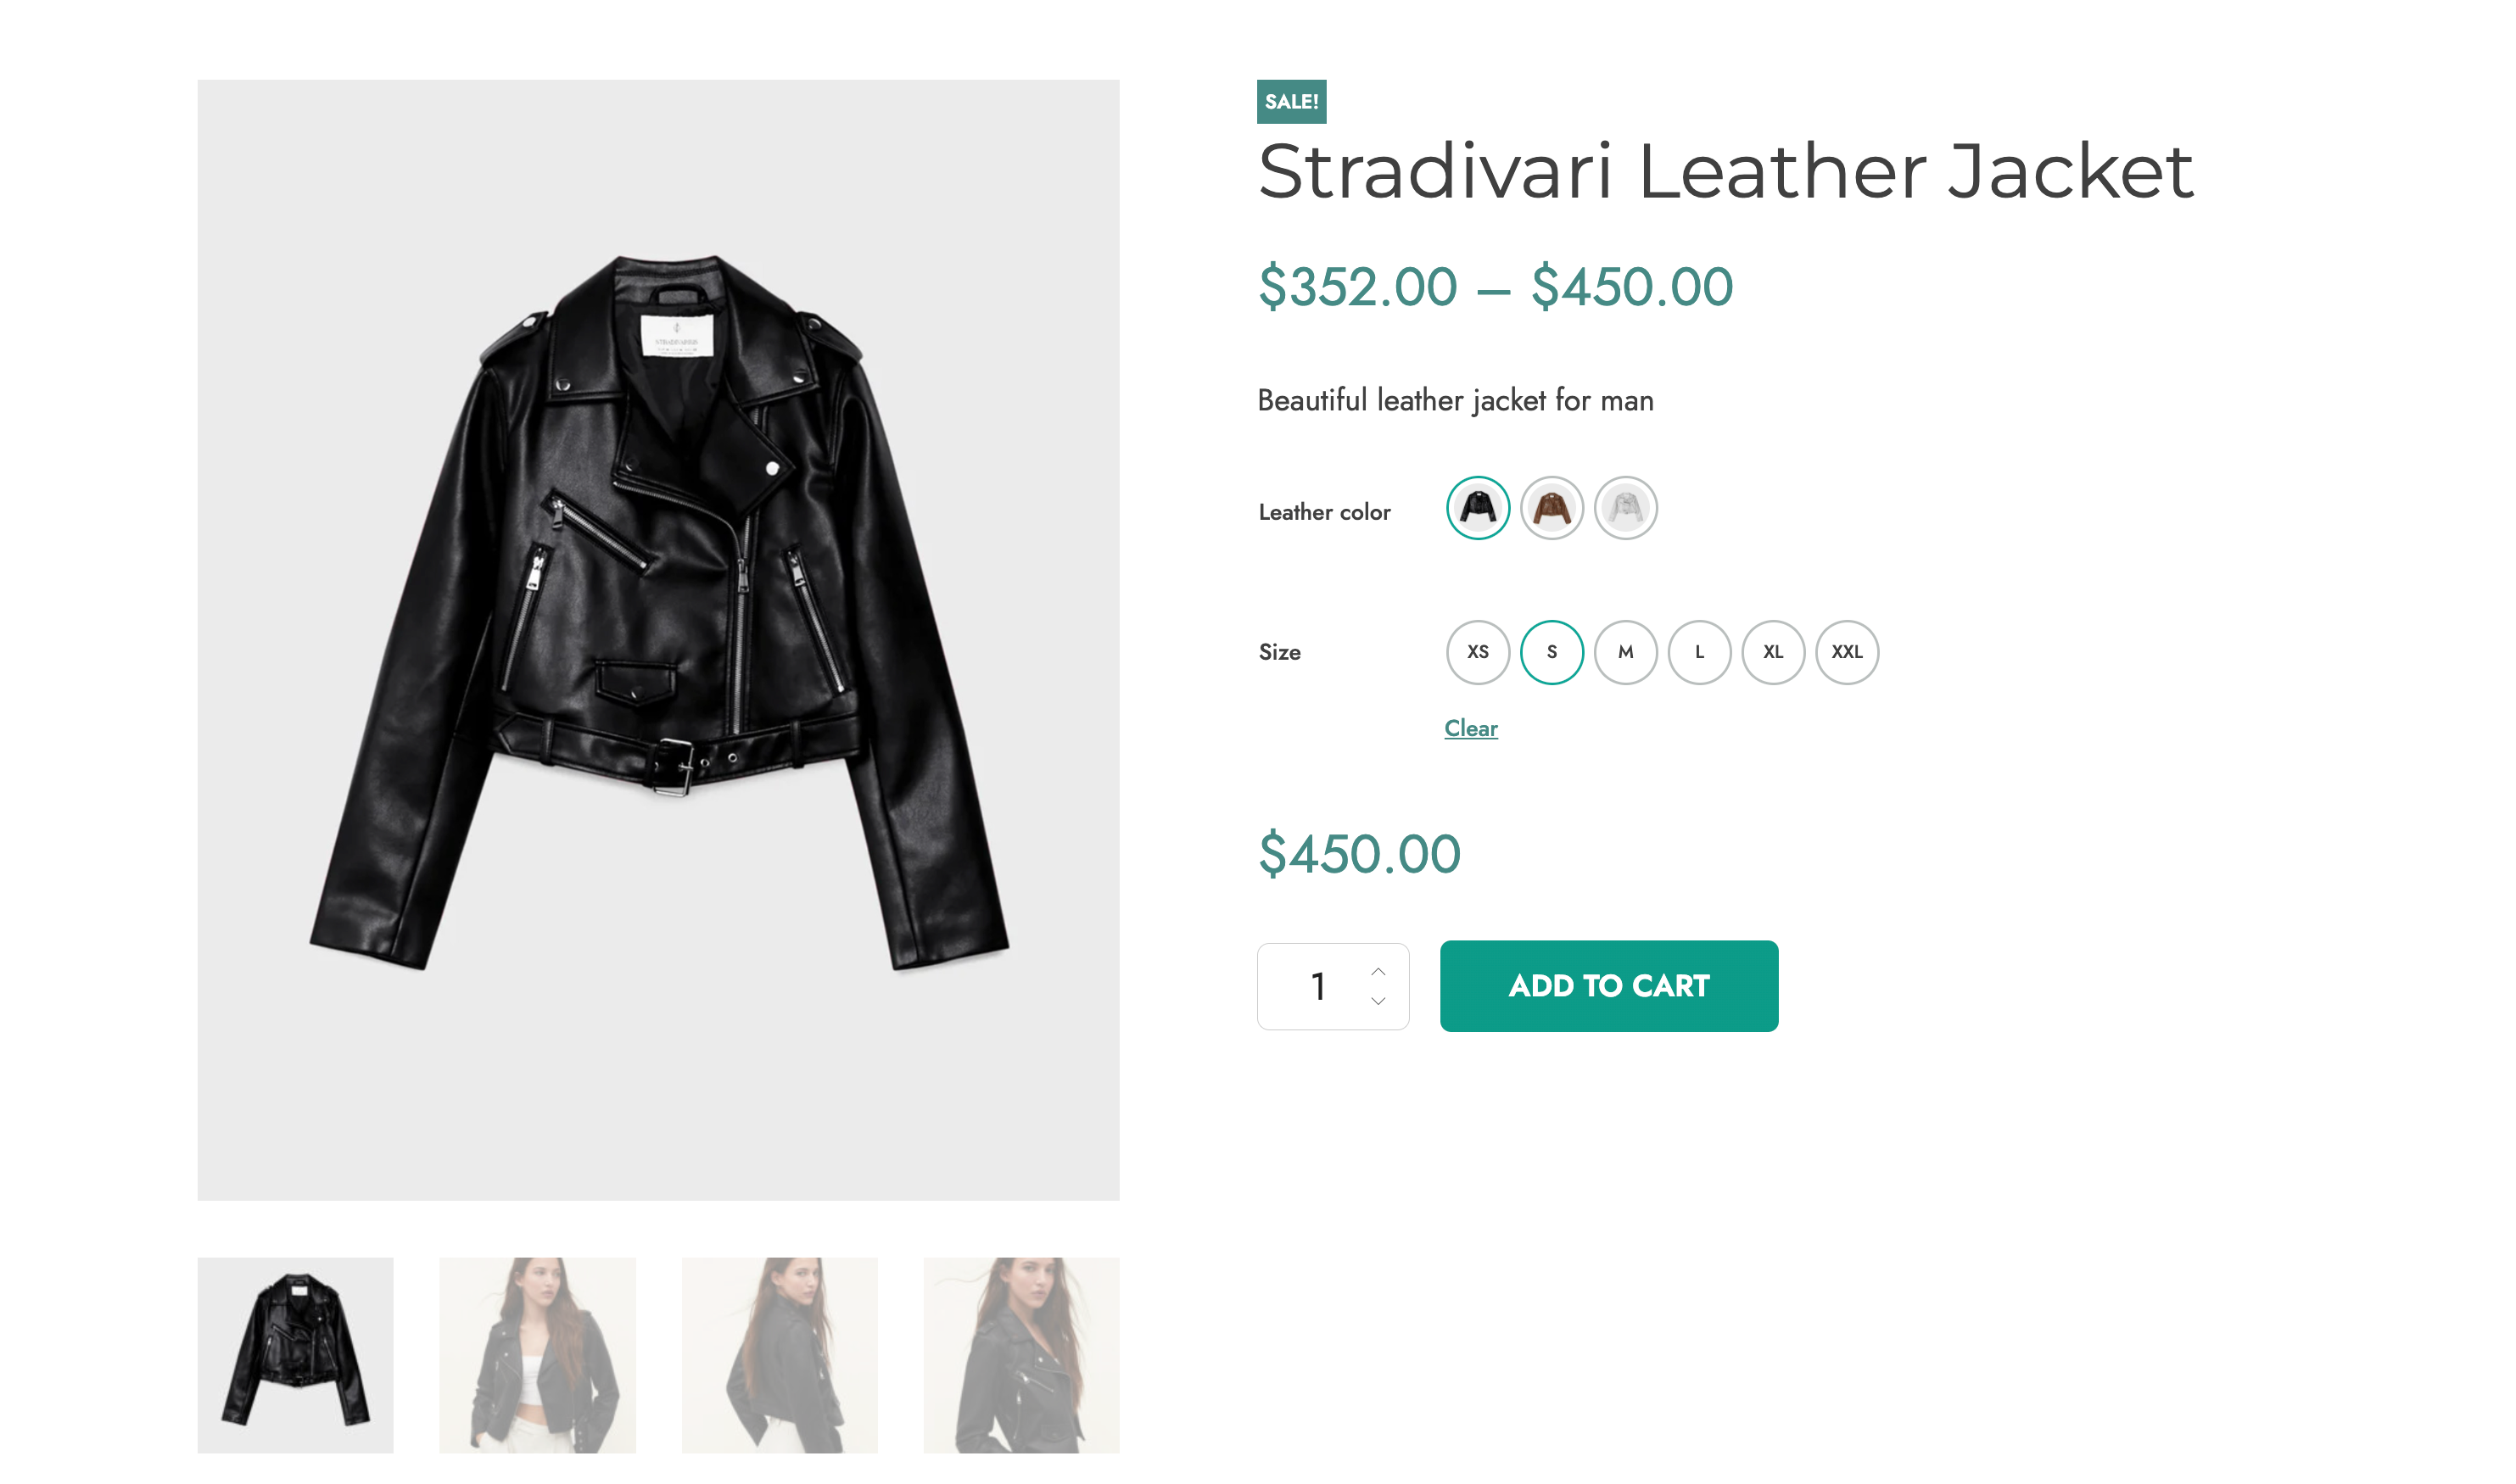 SALE!
Stradivari Leather Jacket
$352.00 – $450.00
Beautiful leather jacket for man
Leather color
Size
XS S M L XL XXL
Clear
$450.00
1
ADD TO CART